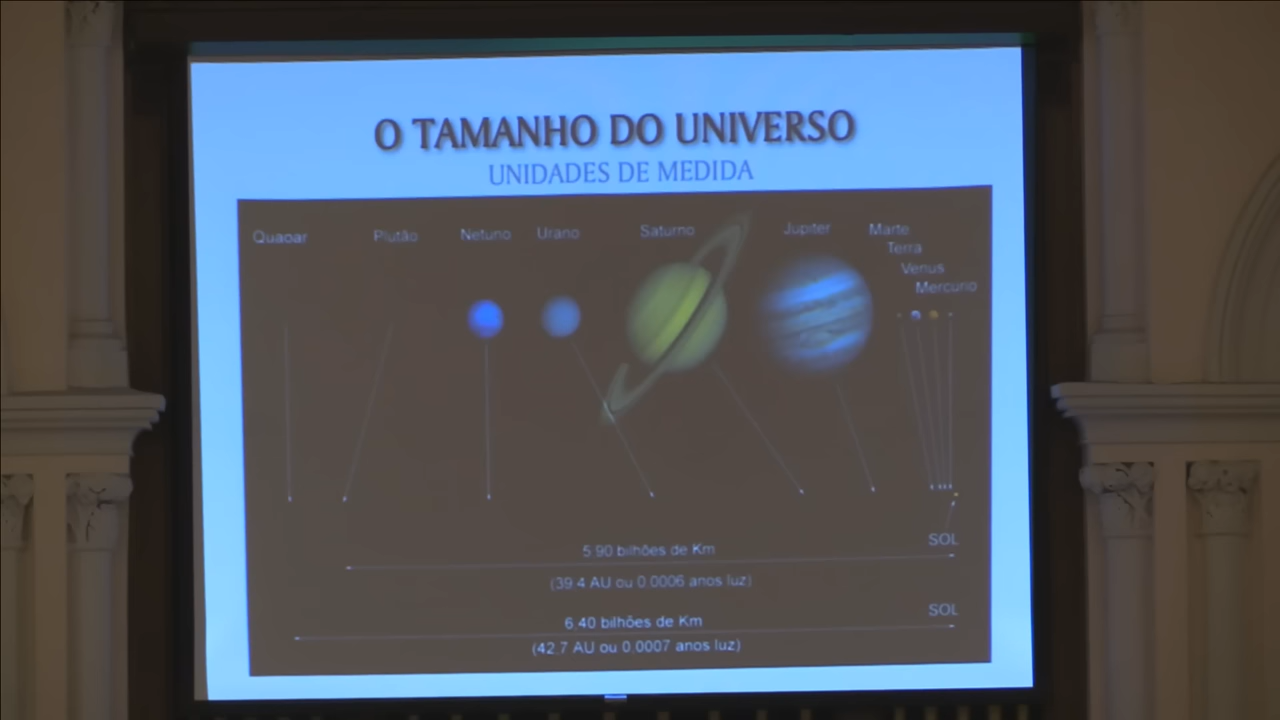 O TAMANHO DO UNIVERSO
UNIDADES DE MEDIDA
Quaoar Plutão Netuno Urano Saturno Jupiter Marte
Terra
Venus
Mercurio
SOL
5.90 bilhões de Km
(39.4 AU ou 0.0006 anos luz)
SOL
6.40 bilhões de Km
(42.7 AU ou 0.0007 anos luz)